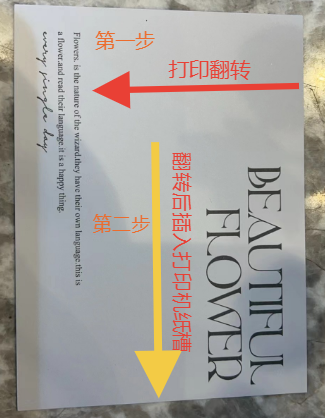 第一步
打印翻转
第二步
翻转后插入打印机纸槽
BEAUTIFUL
FLOWER
Flowers. is the nature of the wizard.they have their own language.this is
a flower.and read their language.it is a happy thing.
every single day